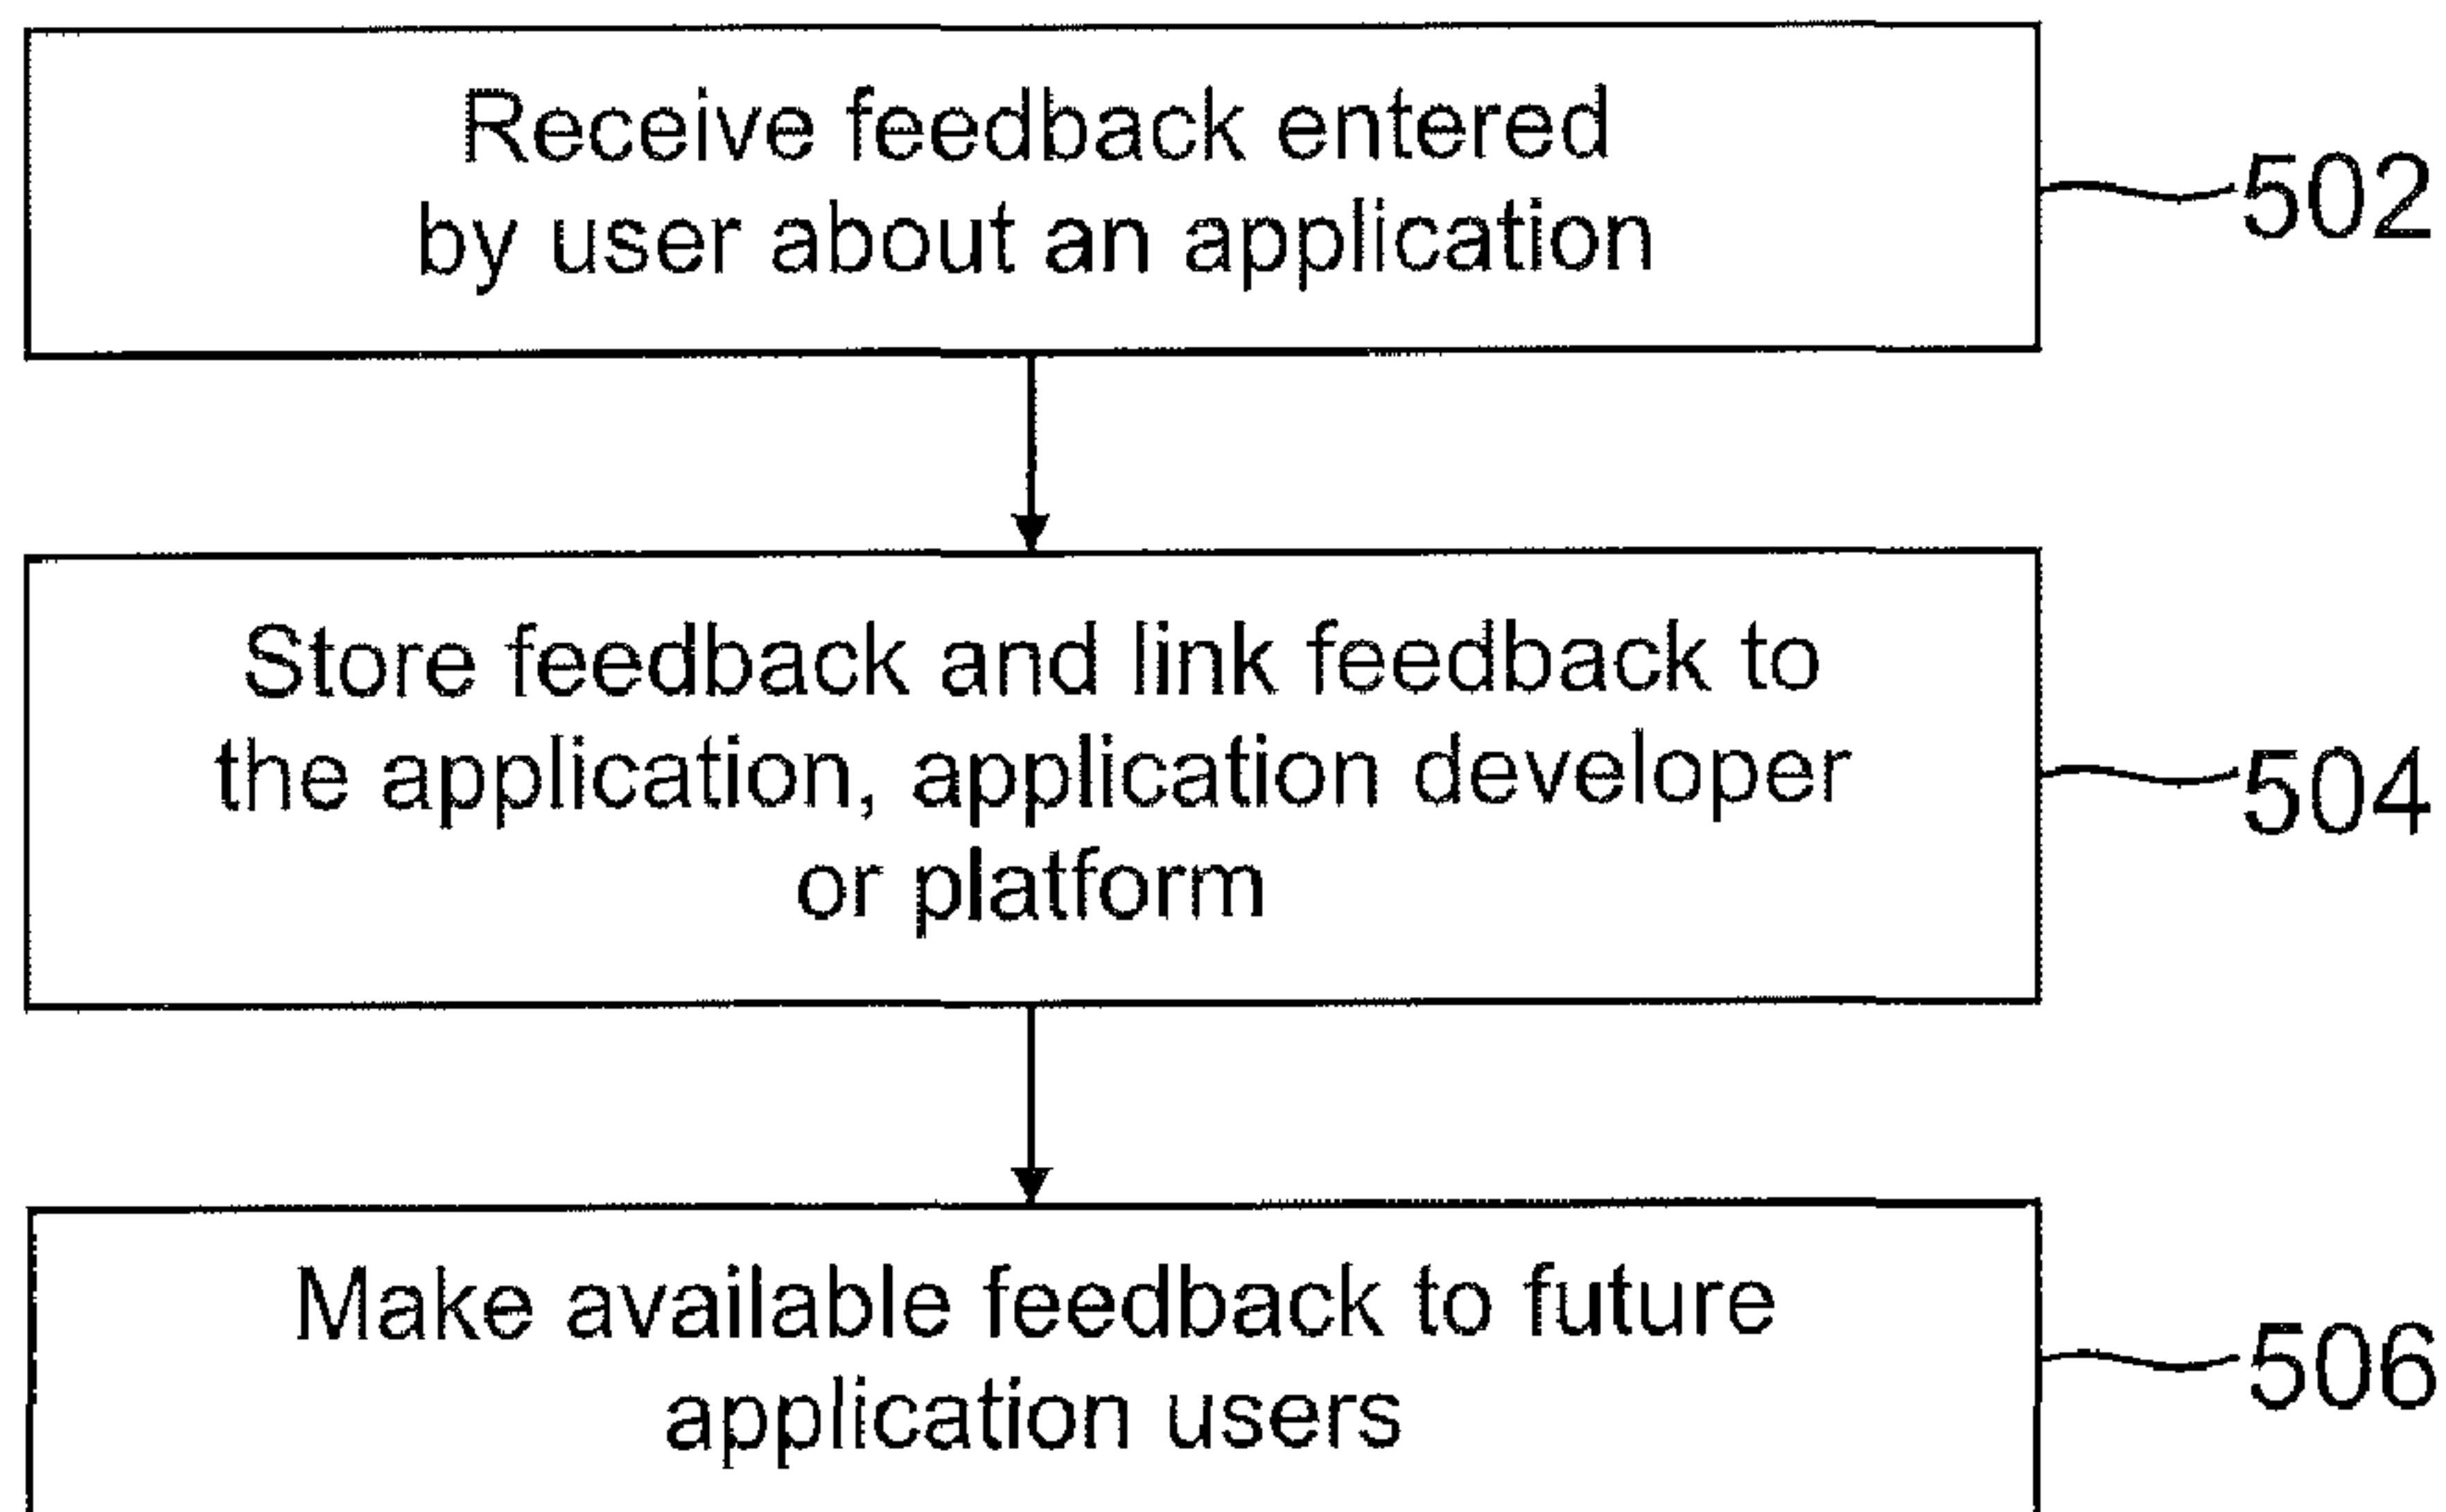 Receive feedback entered
by user about an application
502
Store feedback and link feedback to
the application, application developer
or platform
504
Make available feedback to future
application users
506